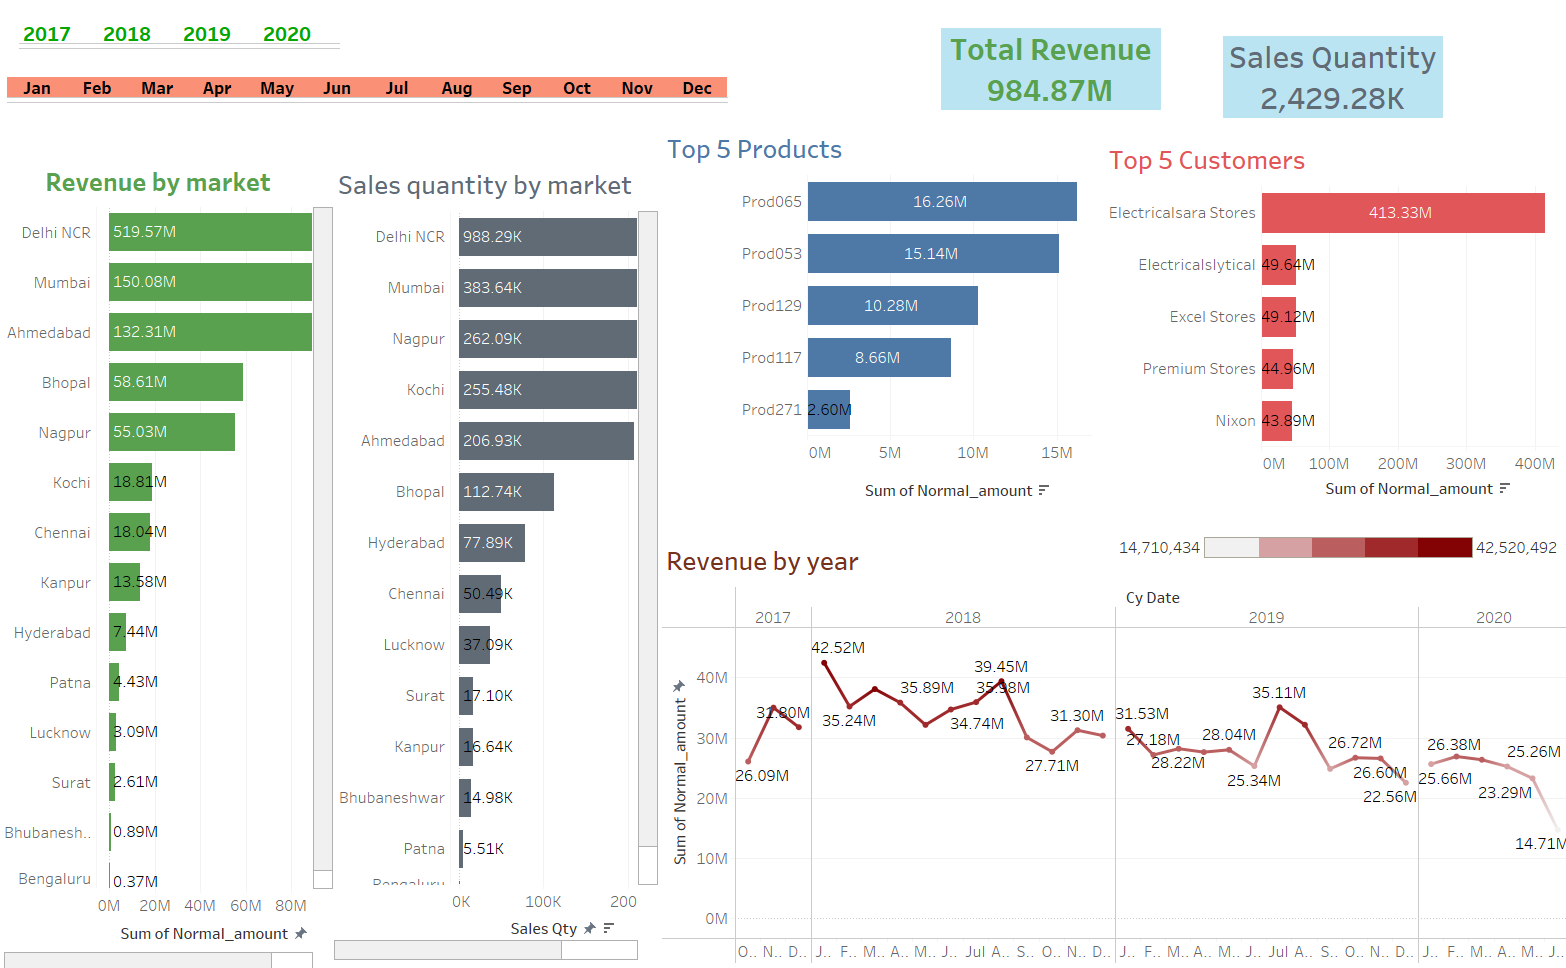 2017 2018 2019 2020
Jan Feb Mar Apr May Jun Jul Aug Sep Oct Nov Dec
Total Revenue
984.87M
Sales Quantity
2,429.28K
Revenue by market
Delhi NCR 519.57M
Mumbai 150.08M
Ahmedabad 132.31M
Bhopal 58.61M
Nagpur 55.03M
Kochi 18.81M
Chennai 18.04M
Kanpur 13.58M
Hyderabad 7.44M
Patna 4.43M
Lucknow 3.09M
Surat 2.61M
Bhubanesh.. 0.89M
Bengaluru 0.37M
0M 20M 40M 60M 80M
Sum of Normal_amount
Sales quantity by market
Delhi NCR 988.29K
Mumbai 383.64K
Nagpur 262.09K
Kochi 255.48K
Ahmedabad 206.93K
Bhopal 112.74K
Hyderabad 77.89K
Chennai 50.49K
Lucknow 37.09K
Surat 17.10K
Kanpur 16.64K
Bhubaneshwar 14.98K
Patna 5.51K
Bengaluru
0K 100K 200
Sales Qty
Top 5 Products
Prod065 16.26M
Prod053 15.14M
Prod129 10.28M
Prod117 8.66M
Prod271 2.60M
0M 5M 10M 15M
Sum of Normal_amount
Top 5 Customers
Electricalsara Stores 413.33M
Electricalslytical 49.64M
Excel Stores 49.12M
Premium Stores 44.96M
Nixon 43.89M
0M 100M 200M 300M 400M
Sum of Normal_amount
14,710,434 42,520,492
Revenue by year
Cy Date
2017 2018 2019 2020
Sum of Normal_amount
40M
30M
20M
10M
0M
26.09M 31.80M
42.52M 35.24M 35.89M 34.74M 35.98M 39.45M 27.71M 31.30M
31.53M 27.18M 28.22M 28.04M 25.34M 35.11M 26.72M 26.60M 22.56M
25.66M 26.38M 25.26M 23.29M 14.71M
O.. N.. D.. J.. F.. M.. A.. M.. J.. Jul A.. S.. O.. N.. D.. J.. F.. M.. A.. M.. J.. Jul A.. S.. O.. N.. D.. J.. F.. M.. A.. M.. J..